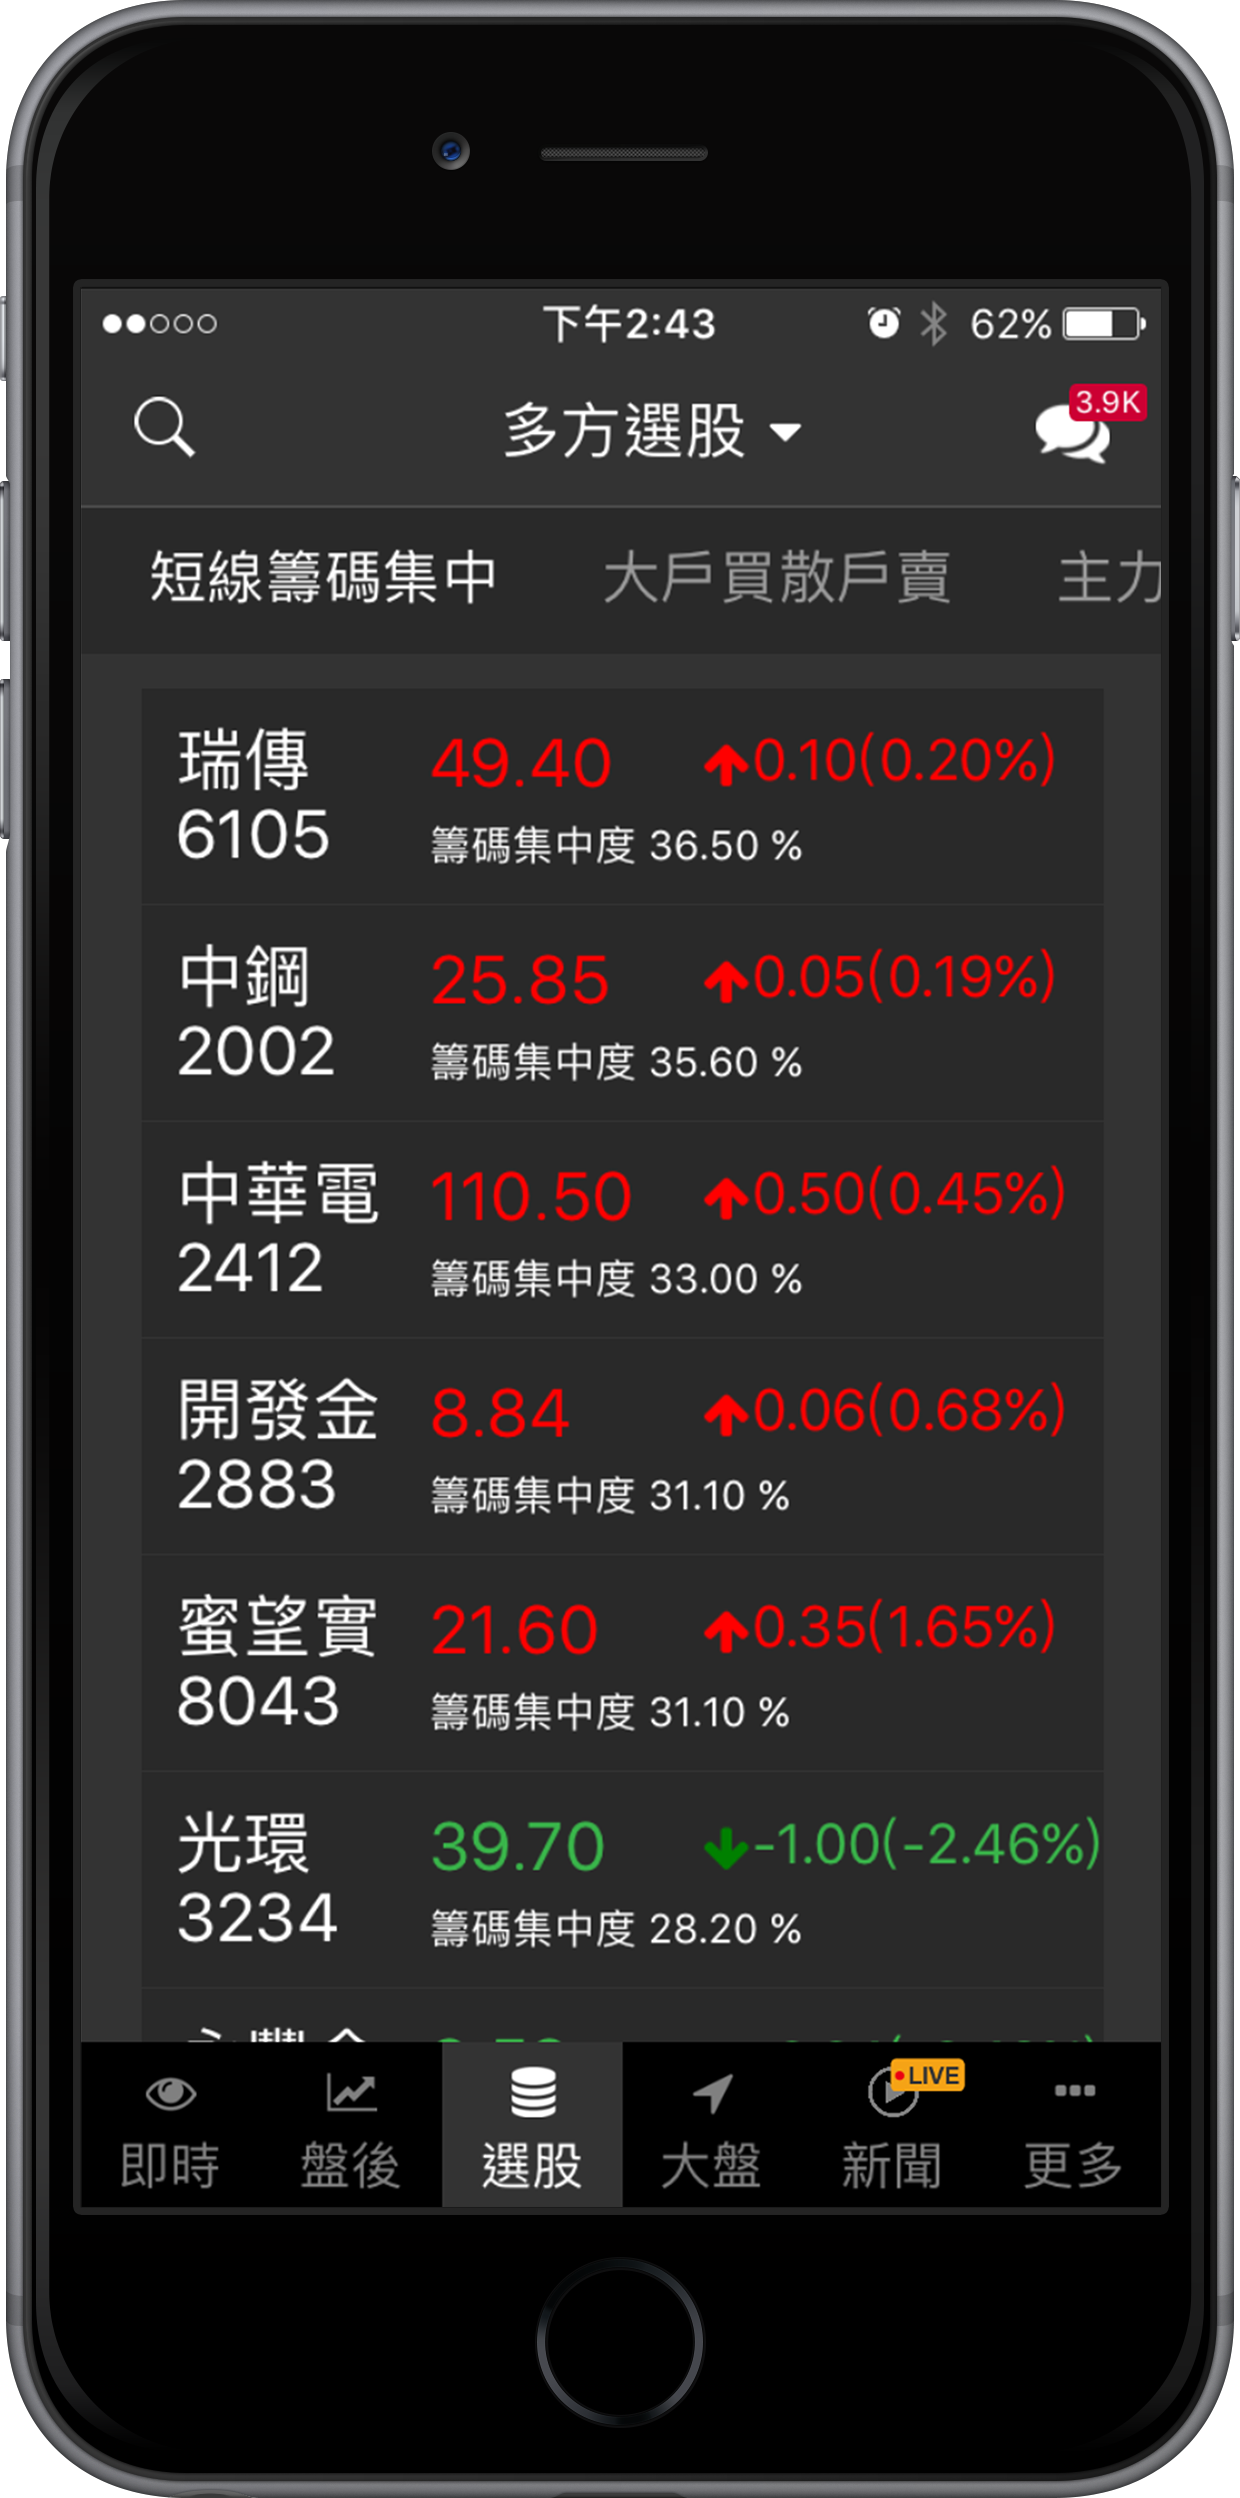 下午2:43
62%
多方選股
3.9K
短線籌碼集中
大戶買散戶賣
主力
瑞傳
49.40
0.10(0.20%)
6105
籌碼集中度 36.50 %
中鋼
25.85
0.05(0.19%)
2002
籌碼集中度 35.60 %
中華電
110.50
0.50(0.45%)
2412
籌碼集中度 33.00 %
開發金
8.84
0.06(0.68%)
2883
籌碼集中度 31.10 %
蜜望實
21.60
0.35(1.65%)
8043
籌碼集中度 31.10 %
光環
39.70
-1.00(-2.46%)
3234
籌碼集中度 28.20 %
LIVE
即時
盤後
選股
大盤
新聞
更多